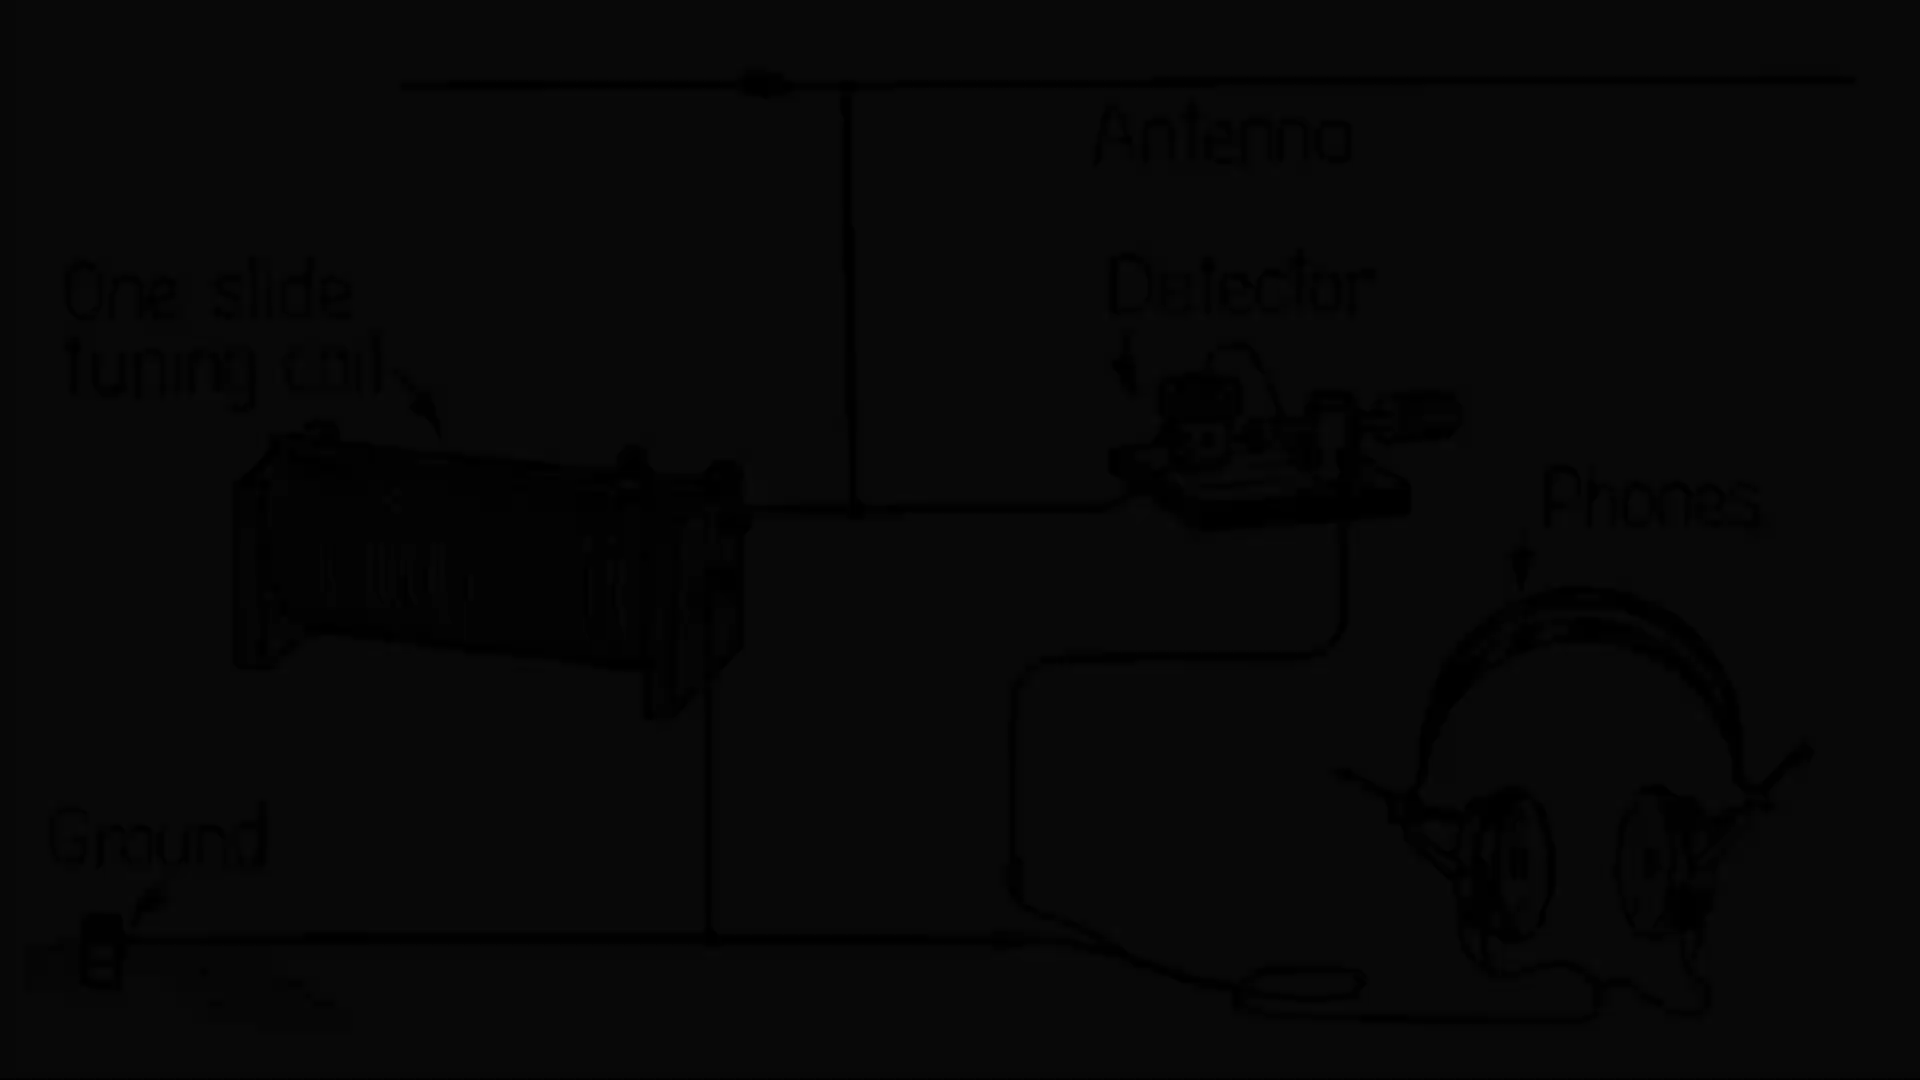 Antenna
Detector
One slide
tuning coil
Phones
Ground